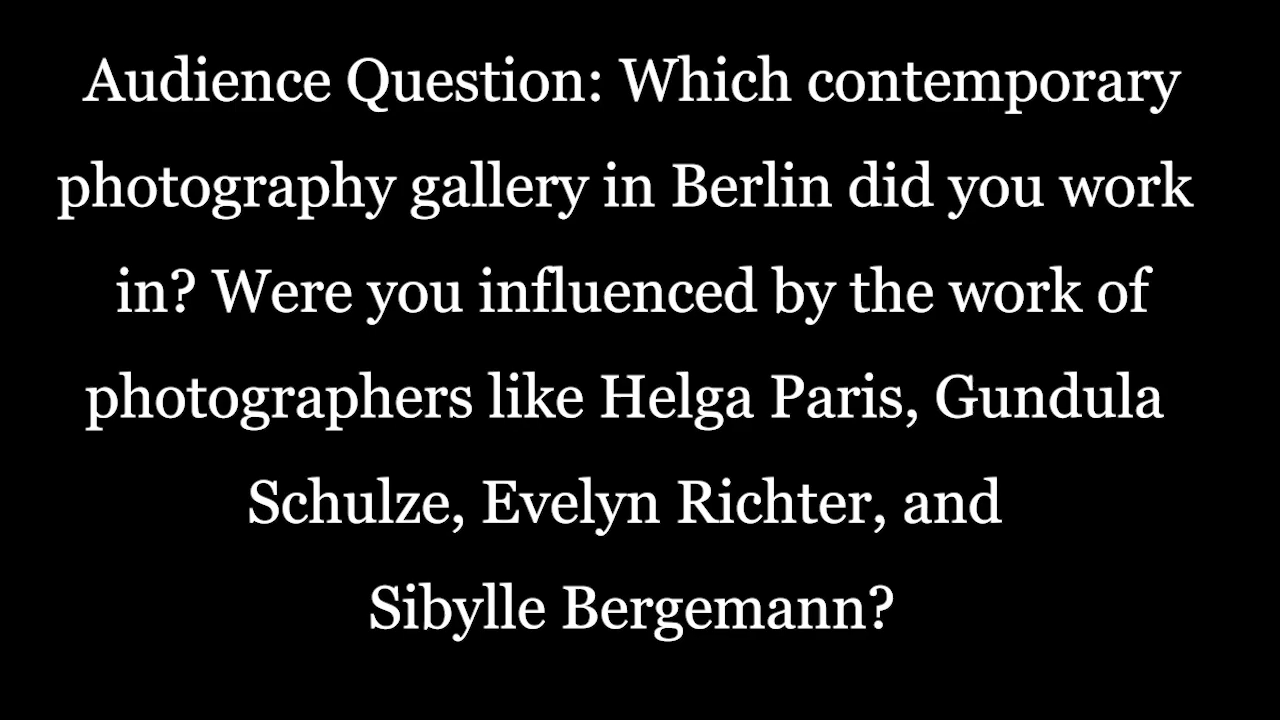 Audience Question: Which contemporary
photography gallery in Berlin did you work
in? Were you influenced by the work of
photographers like Helga Paris, Gundula
Schulze, Evelyn Richter, and
Sibylle Bergemann?